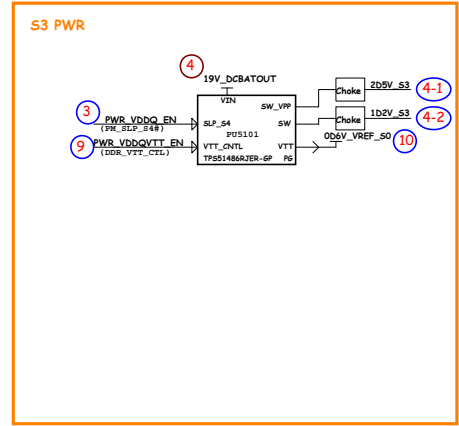 S3 PWR
4
19V_DCBATOUT
VIN
Choke
2D5V_S3
4-1
SW_VPP
3
PWR_VDDQ_EN
(PM_SLP_S4#)
SLP_S4
SW
Choke
1D2V_S3
4-2
PU5101
0D6V_VREF_S0
10
9
PWR_VDDQVTT_EN
(DDR_VTT_CTL)
VTT_CNTL
VTT
TPS51486RJER-GP
PG